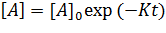 [A] = [A]₀ exp (−Kt)